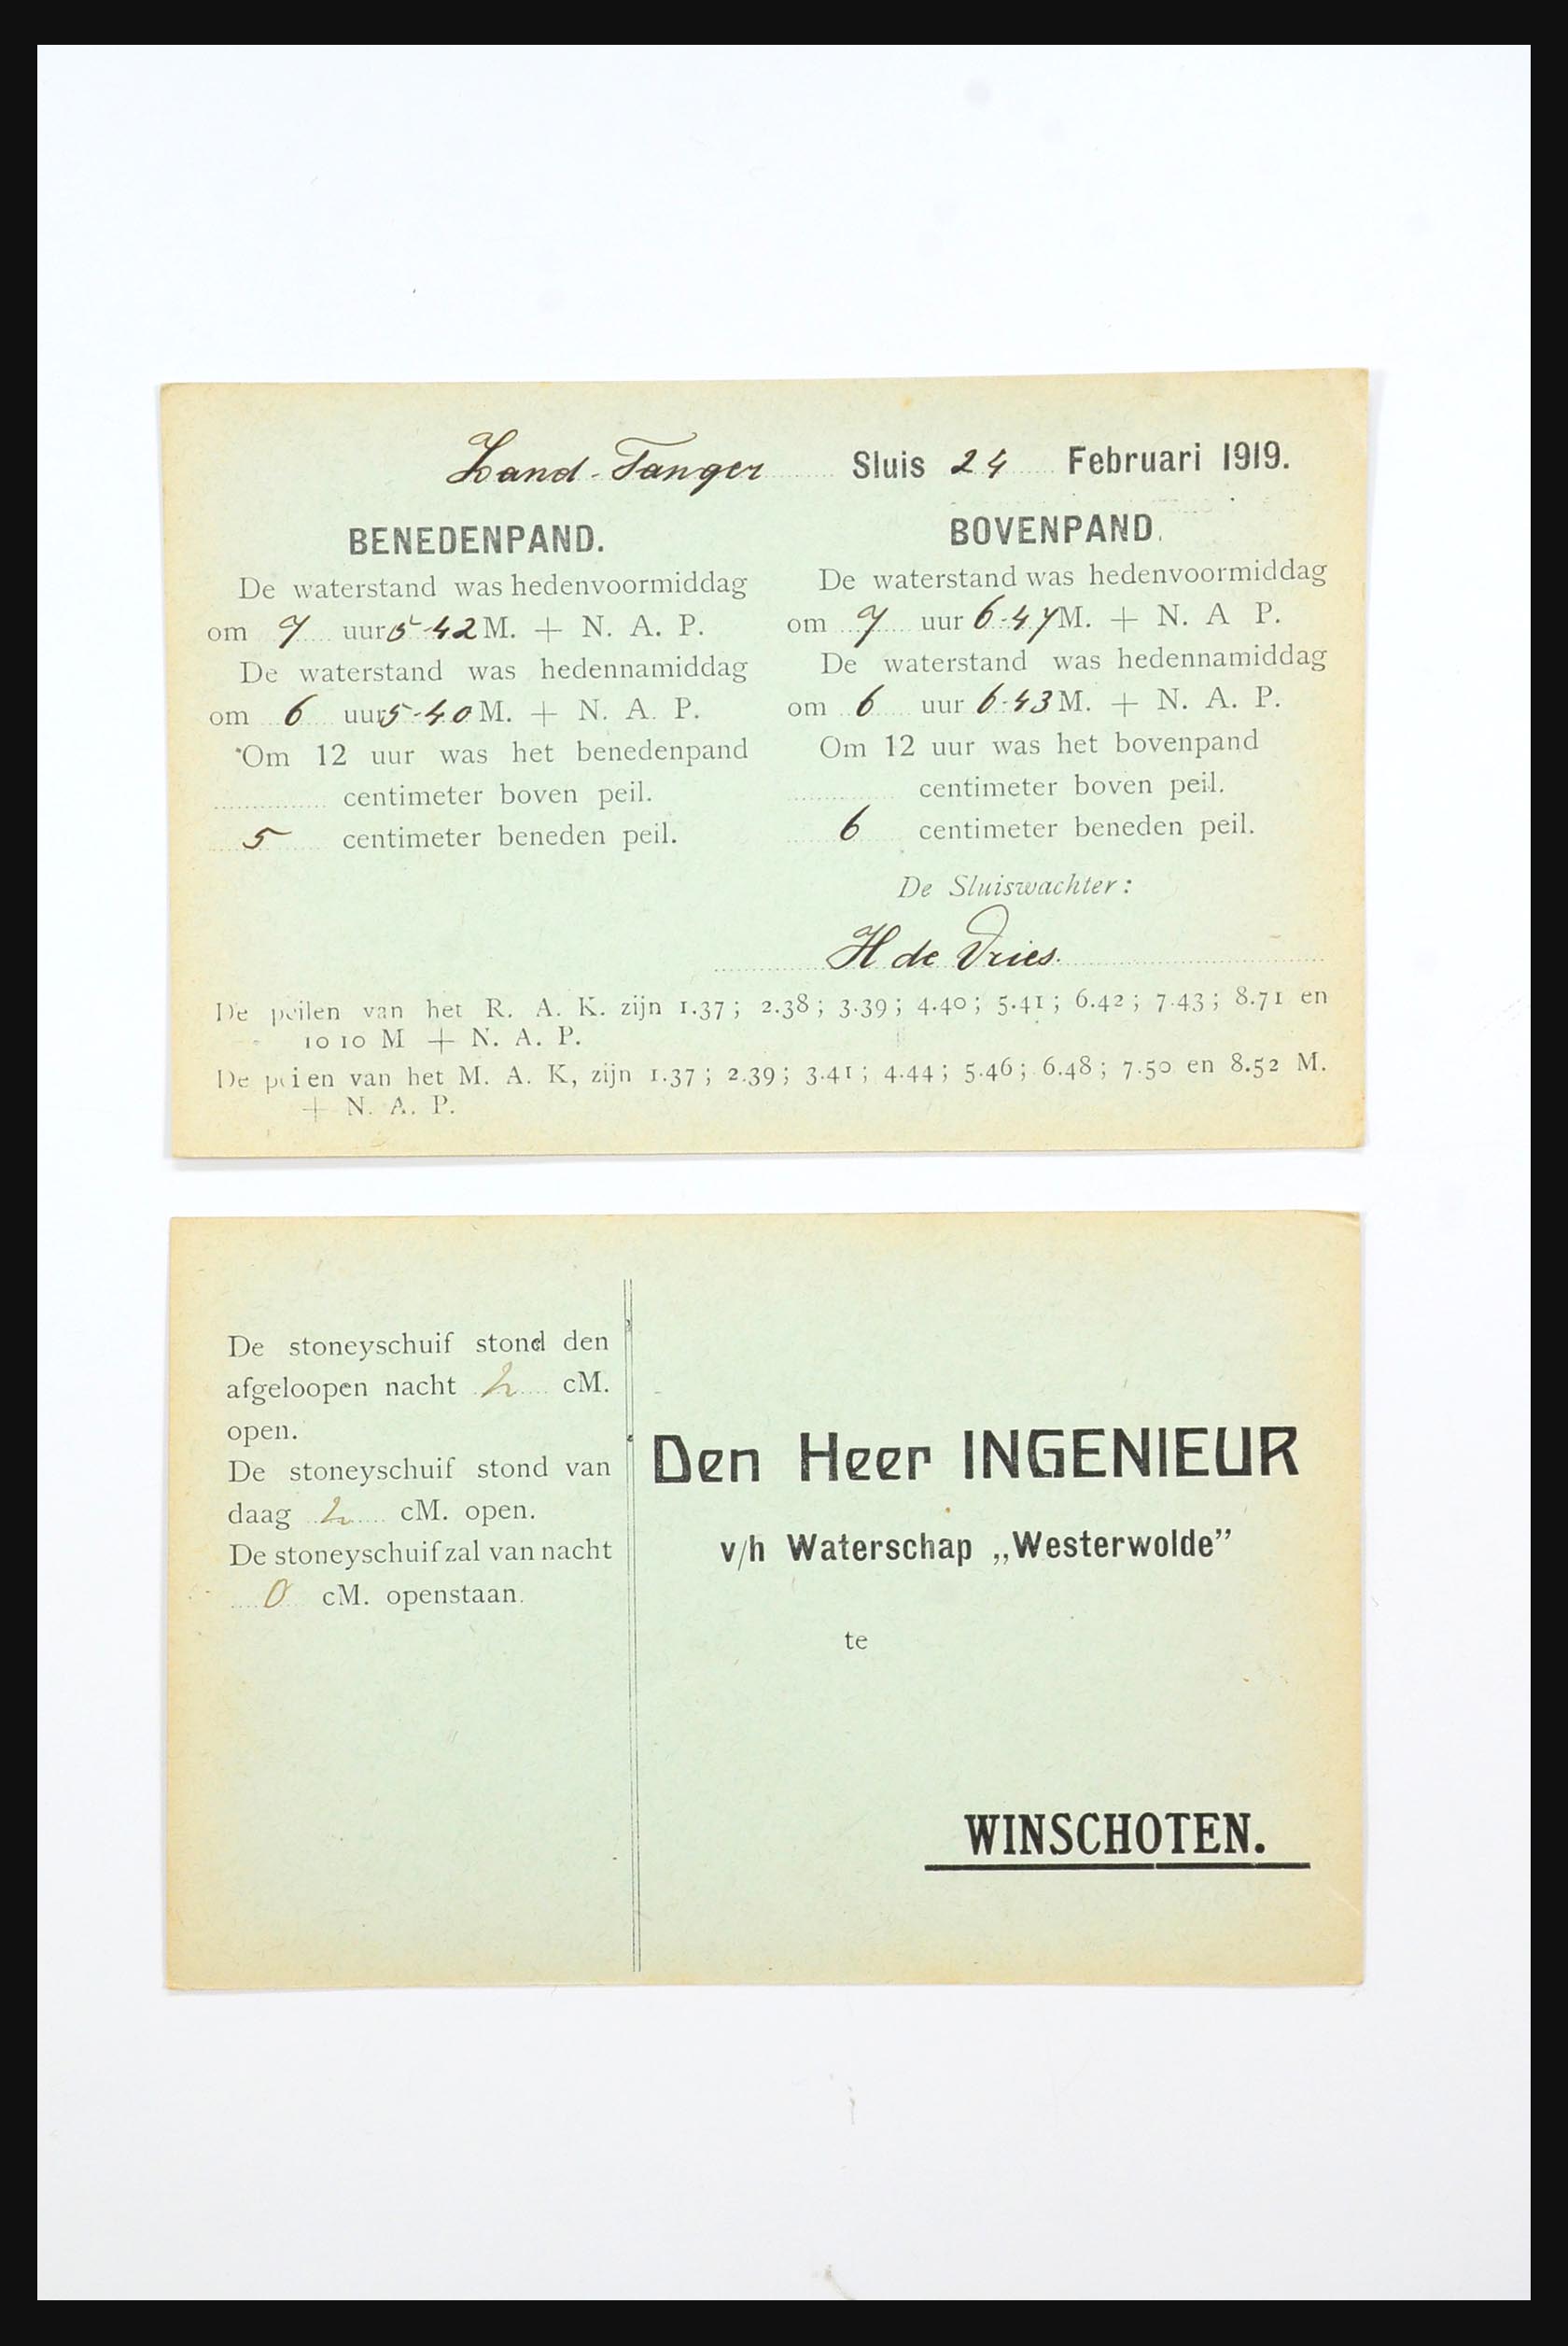 Zand-Tanger Sluis 24 Februari 1919.
BENEDENPAND.
De waterstand was hedenvoormiddag
om 7 uur 5-42 M. + N. A. P.
De waterstand was hedennamiddag
om 6 uur 5-40 M. + N. A. P.
Om 12 uur was het benedenpand
centimeter boven peil.
5 centimeter beneden peil.
BOVENPAND.
De waterstand was hedenvoormiddag
om 7 uur 6-47 M. + N. A P.
De waterstand was hedennamiddag
om 6 uur 6-43 M. + N. A. P.
Om 12 uur was het bovenpand
centimeter boven peil.
6 centimeter beneden peil.
De Sluiswachter:
H de Vries.
De peilen van het R. A. K. zijn 1.37; 2.38; 3.39; 4.40; 5.41; 6.42; 7.43; 8.71 en
10 10 M + N. A. P.
De pei en van het M. A. K, zijn 1.37; 2.39; 3.41; 4.44; 5.46; 6.48; 7.50 en 8.52 M.
+ N. A. P.
De stoneyschuif stond den
afgeloopen nacht 2 cM.
open.
De stoneyschuif stond van
daag 2 cM. open.
De stoneyschuif zal van nacht
0 cM. openstaan.
Den Heer INGENIEUR
v/h Waterschap „Westerwolde”
te
WINSCHOTEN.